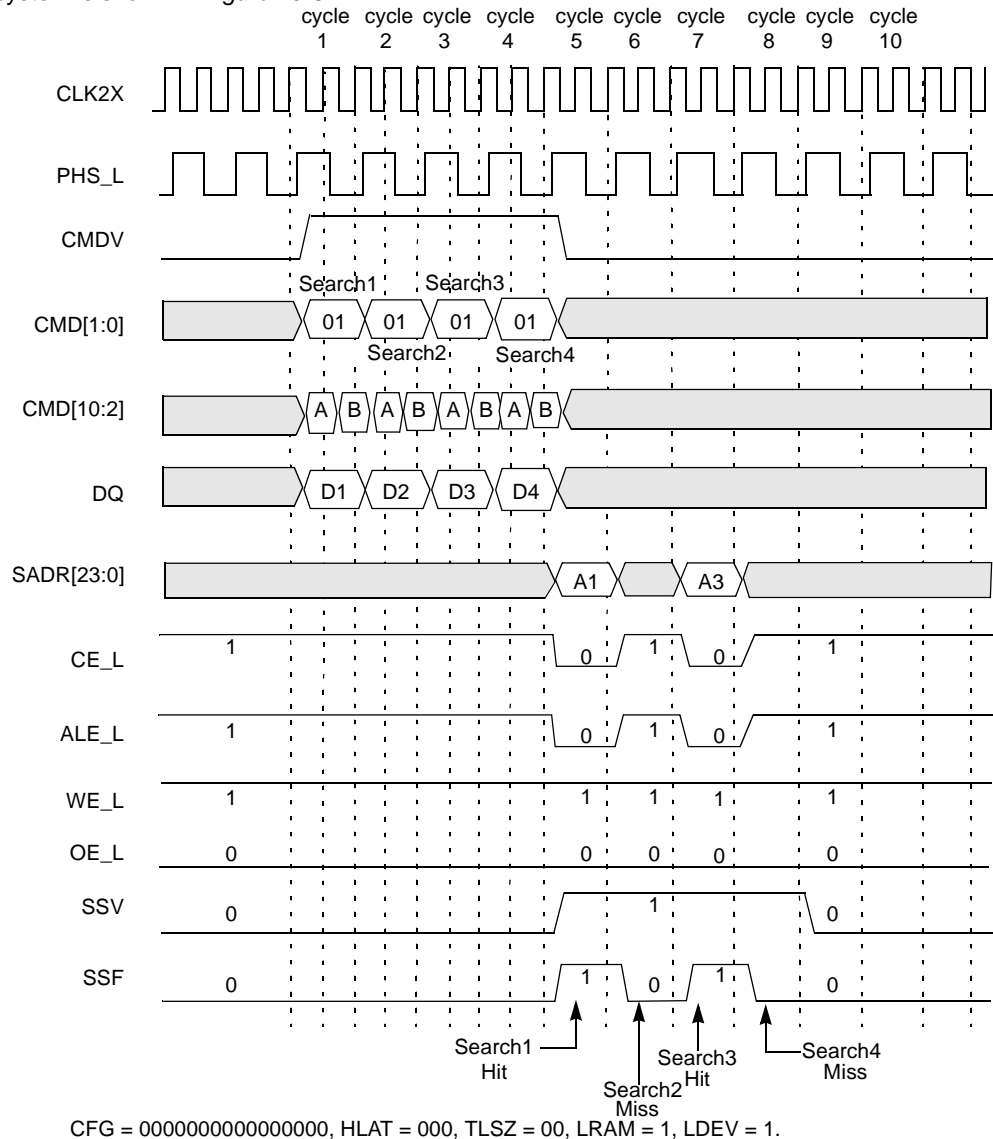 cycle cycle cycle cycle cycle cycle cycle cycle cycle cycle
1 2 3 4 5 6 7 8 9 10
CLK2X
PHS_L
CMDV
Search1 Search3
CMD[1:0] 01 01 01 01
Search2 Search4
CMD[10:2] A B A B A B A B
DQ D1 D2 D3 D4
SADR[23:0] A1 A3
CE_L 1 0 1 0 1
ALE_L 1 0 1 0 1
WE_L 1 1 1 1 1
OE_L 0 0 0 0 0
SSV 0 1 0
SSF 0 1 0 1 0
Search1 Hit
Search2 Miss
Search3 Hit
Search4 Miss
CFG = 0000000000000000, HLAT = 000, TLSZ = 00, LRAM = 1, LDEV = 1.